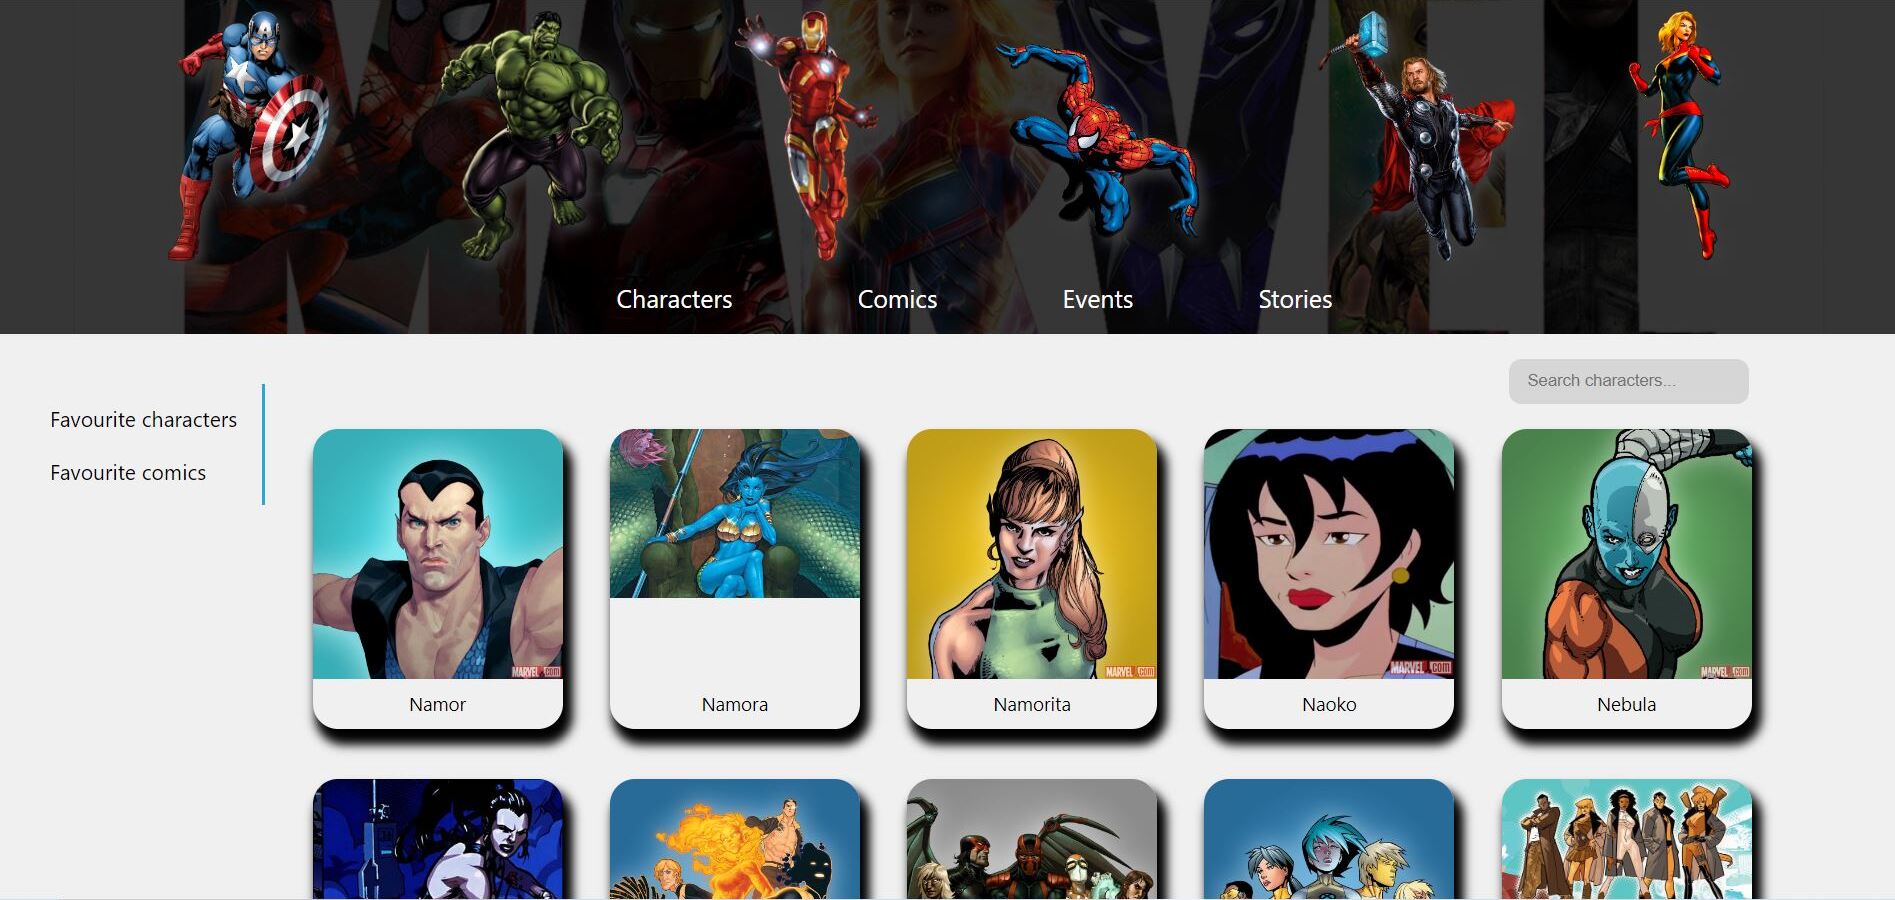 MARVEL
Characters
Comics
Events
Stories
Search characters...
Favourite characters
Favourite comics
MARVEL.com
MARVEL.com
MARVEL.com
MARVEL.com
Namor
Namora
Namorita
Naoko
Nebula